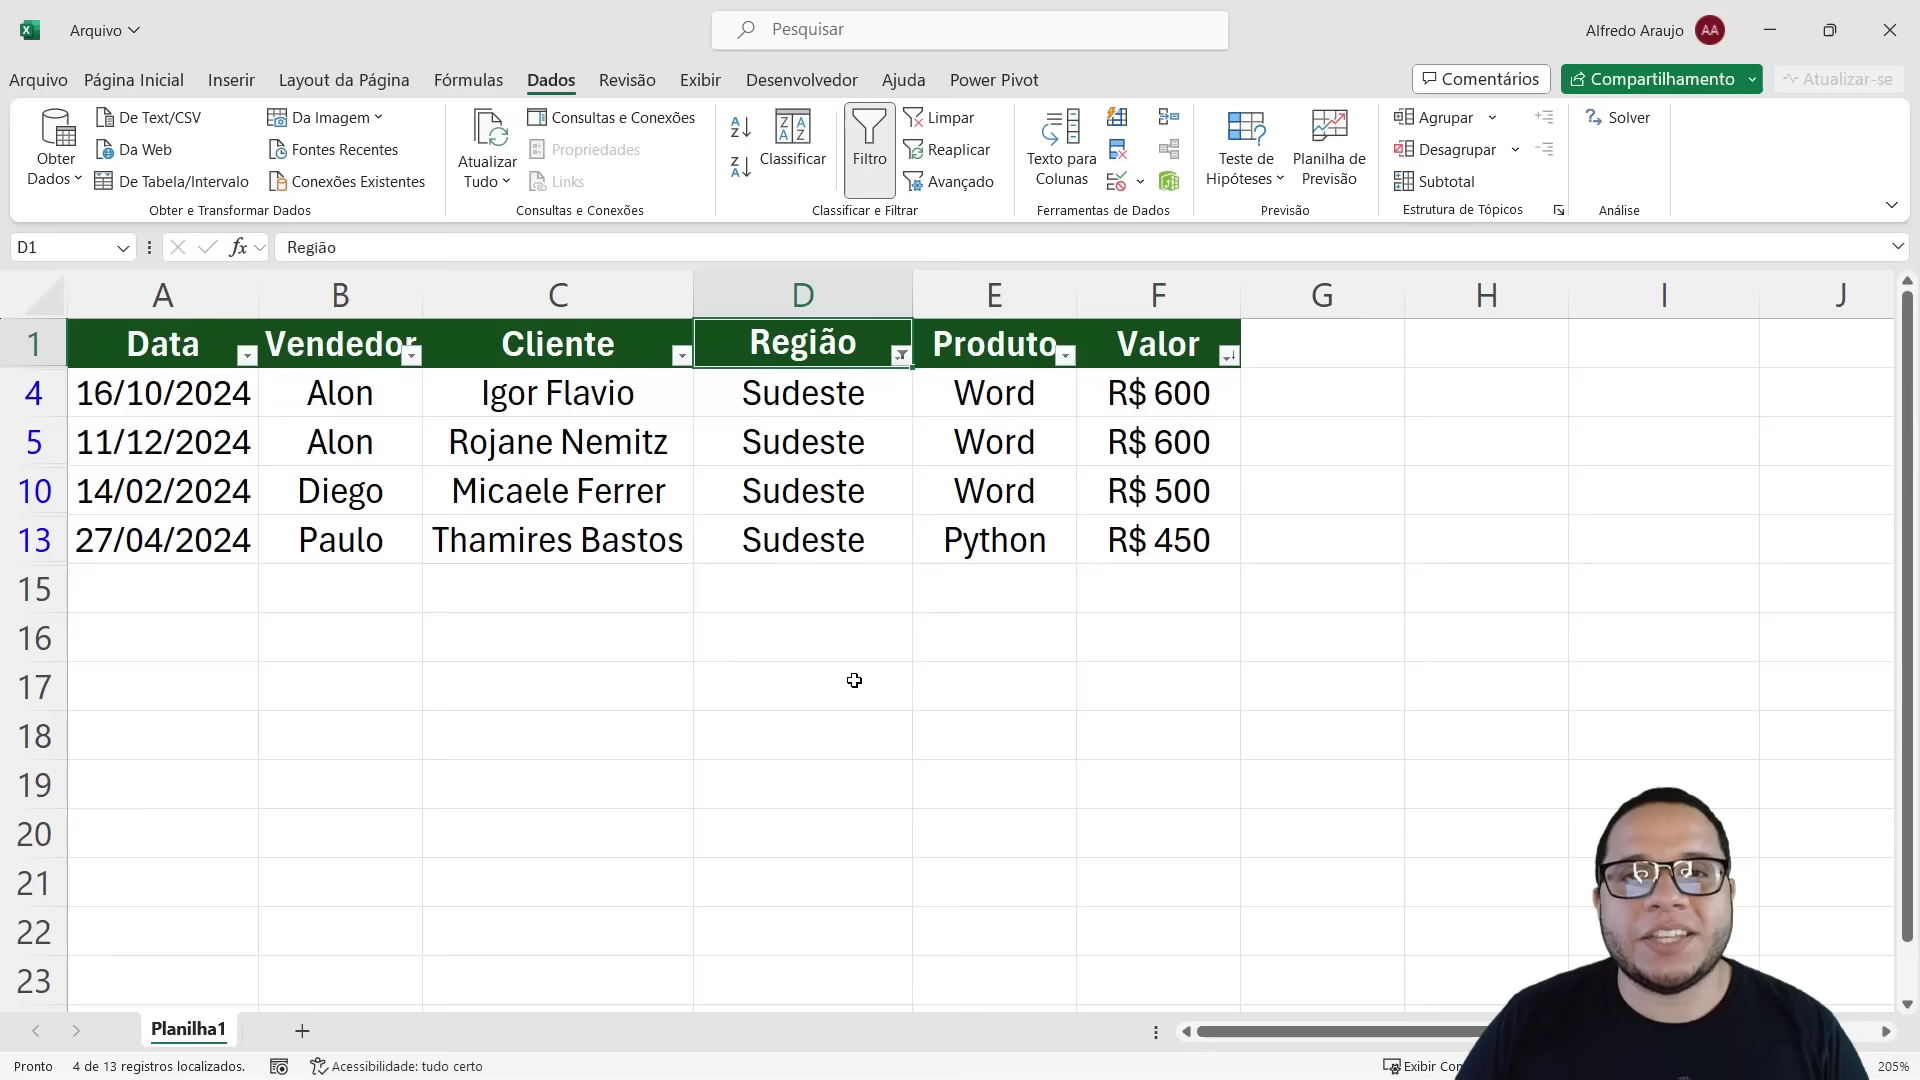 Arquivo
Pesquisar
Alfredo Araujo AA
Arquivo Página Inicial Inserir Layout da Página Fórmulas Dados Revisão Exibir Desenvolvedor Ajuda Power Pivot
Comentários Compartilhamento Atualizar-se
Obter Dados
De Text/CSV
Da Web
De Tabela/Intervalo
Da Imagem
Fontes Recentes
Conexões Existentes
Obter e Transformar Dados
Atualizar Tudo
Consultas e Conexões
Propriedades
Links
Consultas e Conexões
Classificar
Filtro
Limpar
Reaplicar
Avançado
Classificar e Filtrar
Texto para Colunas
Ferramentas de Dados
Teste de Hipóteses
Planilha de Previsão
Previsão
Agrupar
Desagrupar
Subtotal
Estrutura de Tópicos
Solver
Análise
D1 fx Região
A B C D E F G H I J
1 Data Vendedor Cliente Região Produto Valor
4 16/10/2024 Alon Igor Flavio Sudeste Word R$ 600
5 11/12/2024 Alon Rojane Nemitz Sudeste Word R$ 600
10 14/02/2024 Diego Micaele Ferrer Sudeste Word R$ 500
13 27/04/2024 Paulo Thamires Bastos Sudeste Python R$ 450
15
16
17
18
19
20
21
22
23
Planilha1
Pronto 4 de 13 registros localizados. Acessibilidade: tudo certo Exibir Con 205%